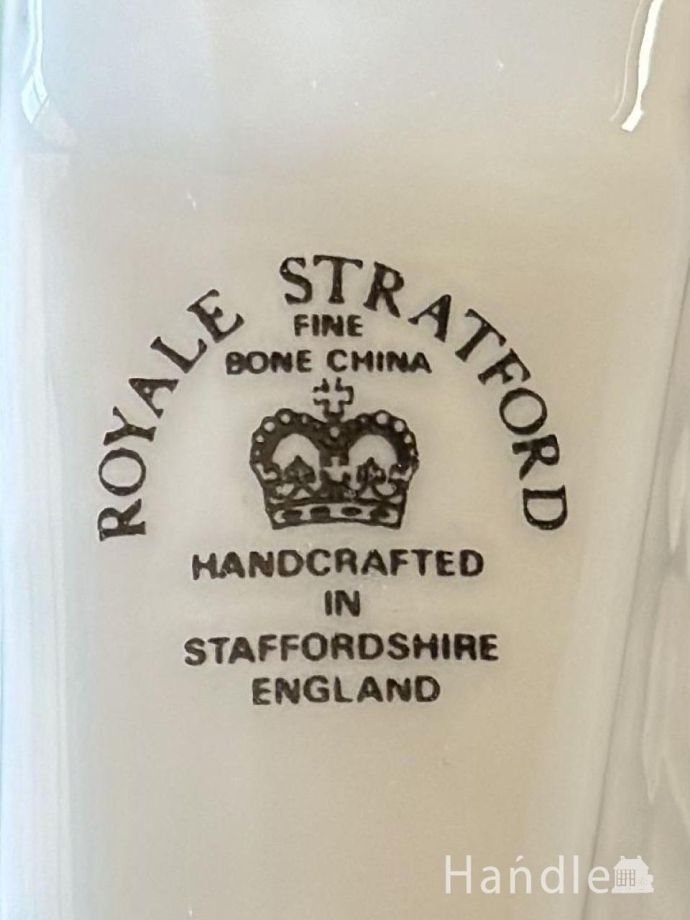 ROYALE STRATFORD
FINE
BONE CHINA
HANDCRAFTED
IN
STAFFORDSHIRE
ENGLAND
Handle